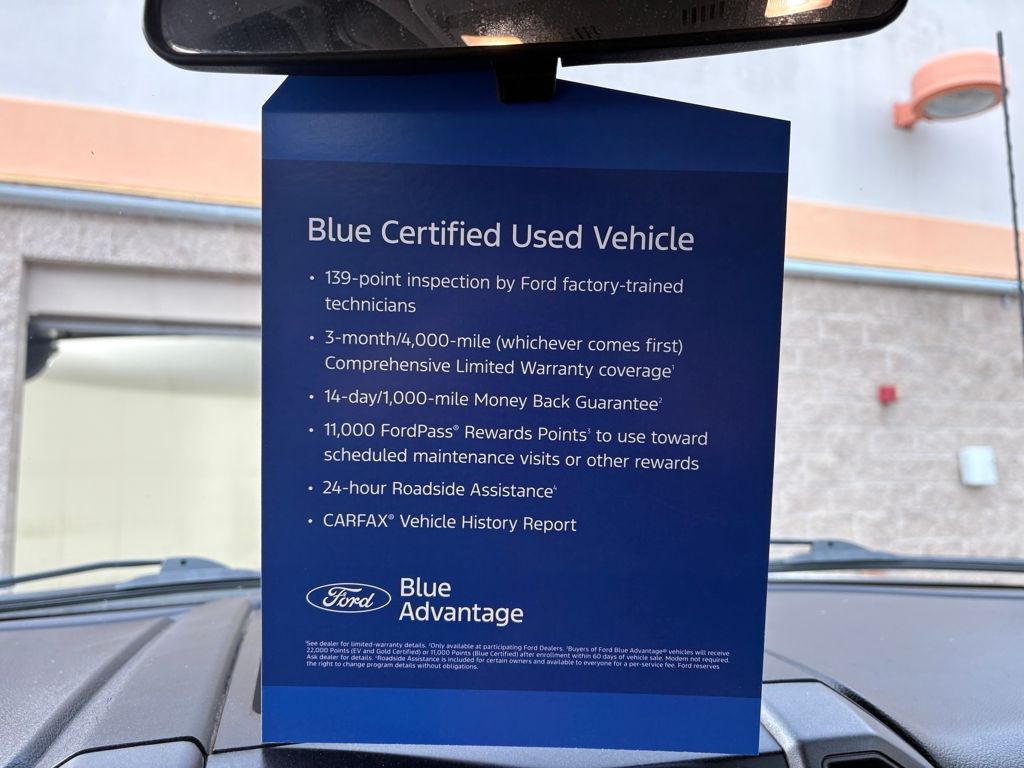 Blue Certified Used Vehicle
• 139-point inspection by Ford factory-trained
technicians
• 3-month/4,000-mile (whichever comes first)
Comprehensive Limited Warranty coverage¹
• 14-day/1,000-mile Money Back Guarantee²
• 11,000 FordPass® Rewards Points³ to use toward
scheduled maintenance visits or other rewards
• 24-hour Roadside Assistance⁴
• CARFAX® Vehicle History Report
Ford
Blue
Advantage
¹See dealer for limited-warranty details. ²Only available at participating Ford Dealers. ³Buyers of Ford Blue Advantage® vehicles will receive
22,000 Points (EV and Gold Certified) or 11,000 Points (Blue Certified) after enrollment within 60 days of vehicle sale. Modem not required.
Ask dealer for details. ⁴Roadside Assistance is included for certain owners and available to everyone for a per-service fee. Ford reserves
the right to change program details without obligations.